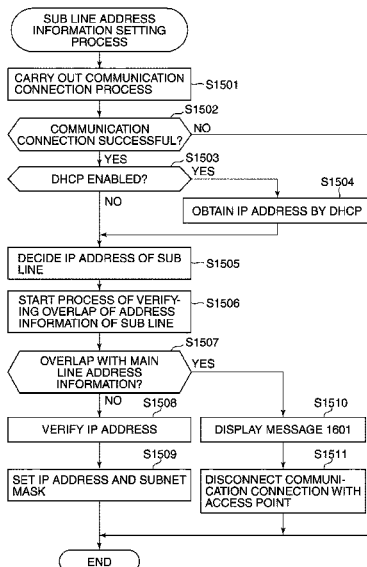 SUB LINE ADDRESS
INFORMATION SETTING
PROCESS
CARRY OUT COMMUNICATION
CONNECTION PROCESS
S1501
S1502
COMMUNICATION
CONNECTION SUCCESSFUL?
NO
YES
S1503
DHCP ENABLED?
YES
NO
S1504
OBTAIN IP ADDRESS BY DHCP
DECIDE IP ADDRESS OF SUB
LINE
S1505
START PROCESS OF VERIFY-
ING OVERLAP OF ADDRESS
INFORMATION OF SUB LINE
S1506
S1507
OVERLAP WITH MAIN
LINE ADDRESS
INFORMATION?
YES
NO
S1508
VERIFY IP ADDRESS
S1510
DISPLAY MESSAGE 1601
S1509
SET IP ADDRESS AND SUBNET
MASK
S1511
DISCONNECT COMMUNI-
CATION CONNECTION WITH
ACCESS POINT
END